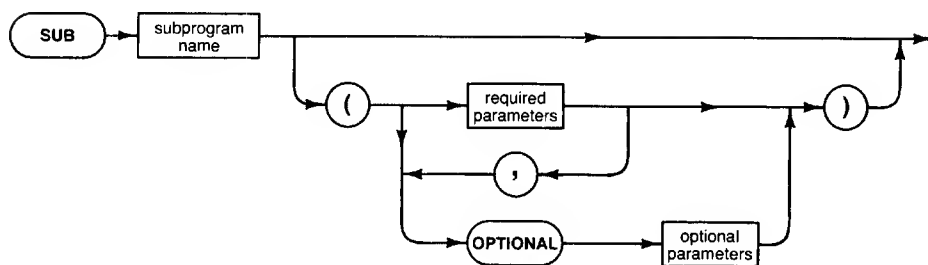 SUB
subprogram
name
(
required
parameters
)
,
OPTIONAL
optional
parameters